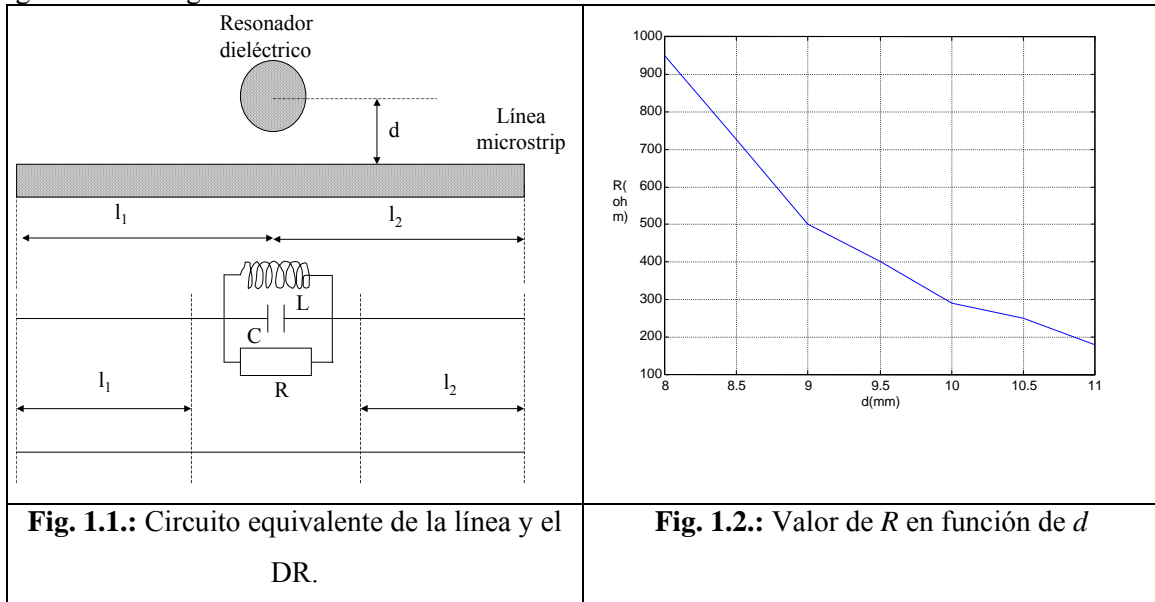 Resonador
dieléctrico
d
Línea
microstrip
l1
l2
L
C
R
l1
l2
1000
900
800
700
600
500
400
300
200
100
R(
oh
m)
8
8.5
9
9.5
10
10.5
11
d(mm)
Fig. 1.1.: Circuito equivalente de la línea y el
DR.
Fig. 1.2.: Valor de R en función de d